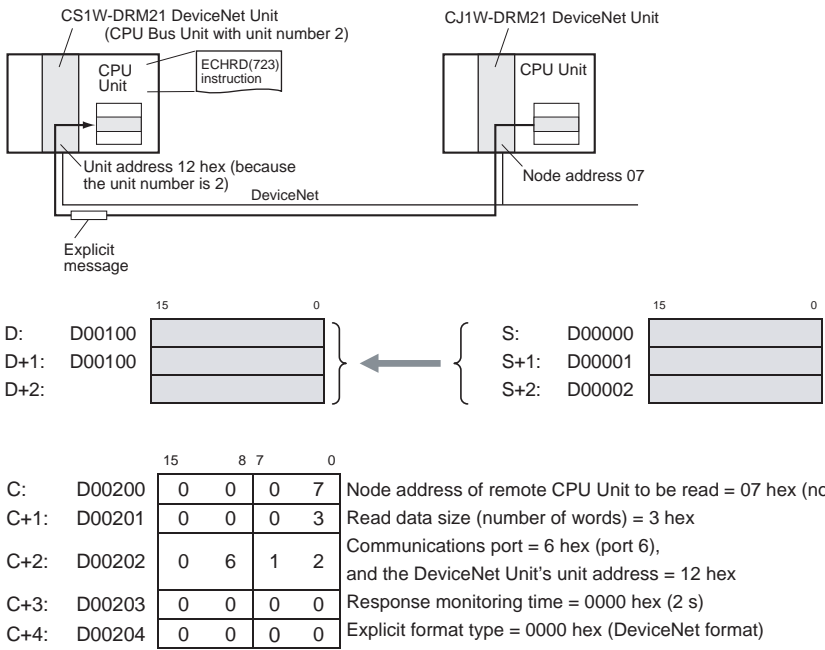 CS1W-DRM21 DeviceNet Unit
(CPU Bus Unit with unit number 2)
CJ1W-DRM21 DeviceNet Unit
CPU
Unit
ECHRD(723)
instruction
CPU Unit
Unit address 12 hex (because
the unit number is 2)
Node address 07
DeviceNet
Explicit
message
15 0
15 0
D: D00100
S: D00000
D+1: D00100
S+1: D00001
D+2:
S+2: D00002
15 8 7 0
C: D00200 0 0 0 7 Node address of remote CPU Unit to be read = 07 hex
C+1: D00201 0 0 0 3 Read data size (number of words) = 3 hex
C+2: D00202 0 6 1 2 Communications port = 6 hex (port 6),
and the DeviceNet Unit's unit address = 12 hex
C+3: D00203 0 0 0 0 Response monitoring time = 0000 hex (2 s)
C+4: D00204 0 0 0 0 Explicit format type = 0000 hex (DeviceNet format)